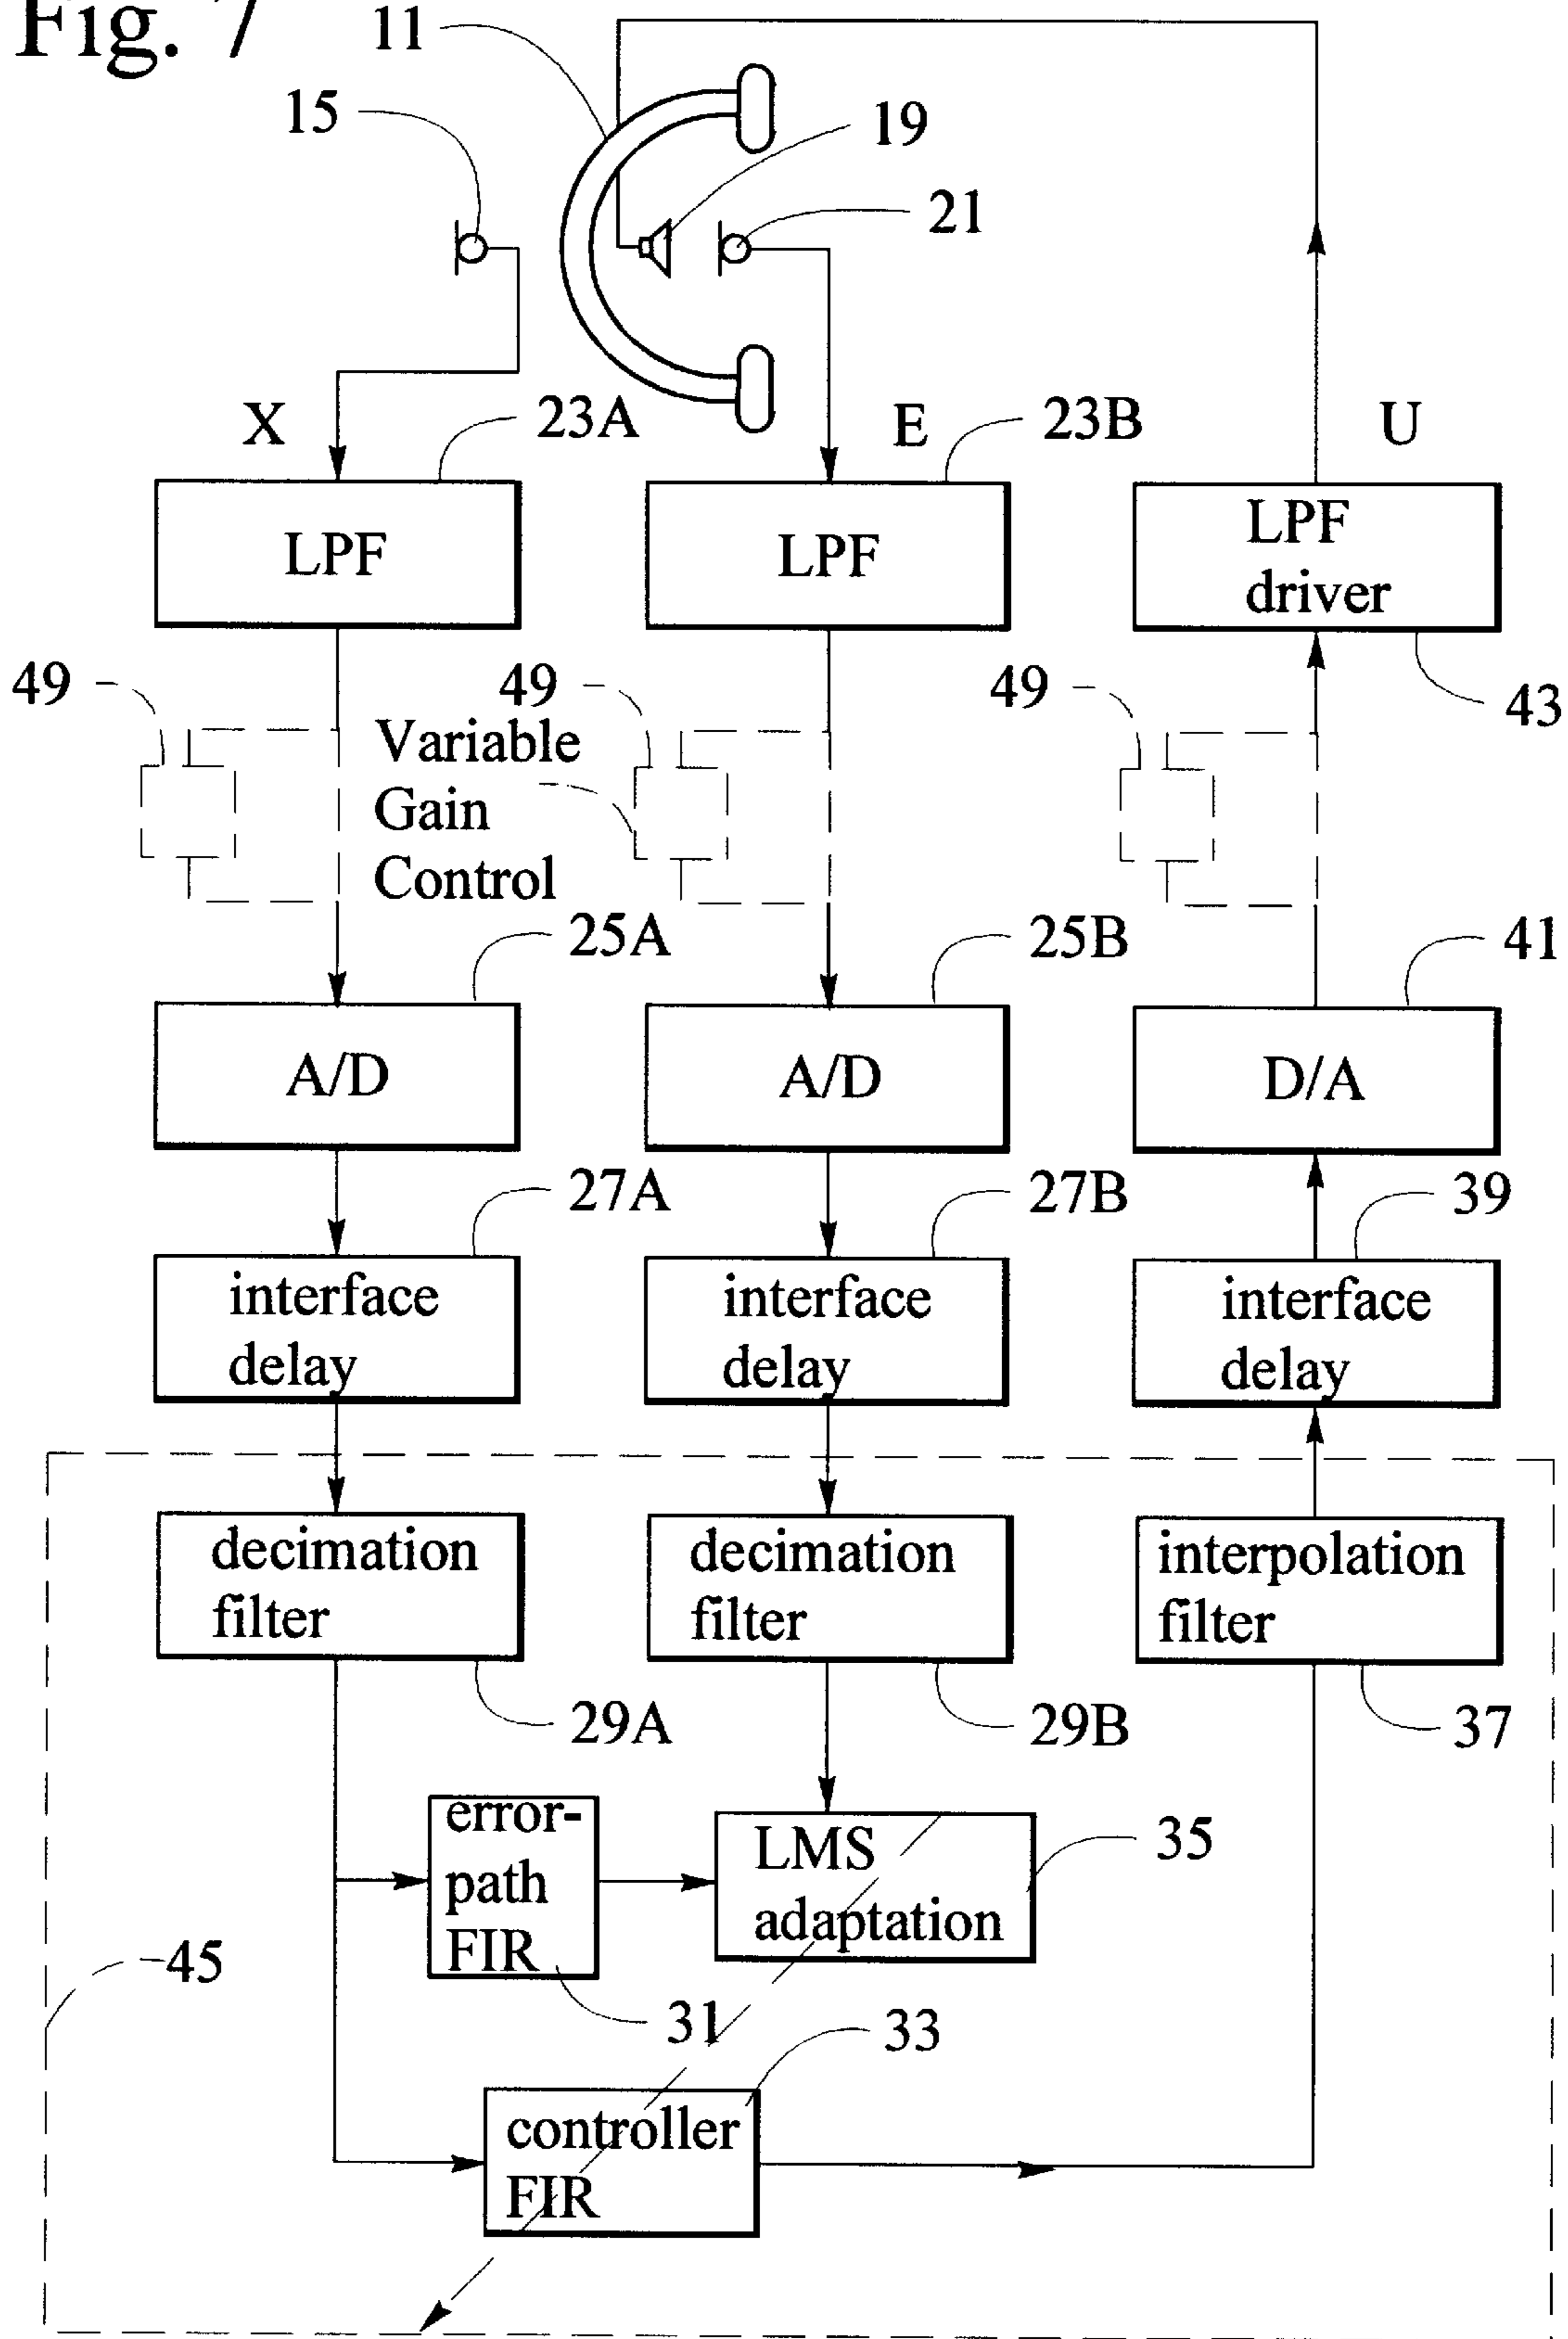 Fig. 7
11
15
19
21
X
23A
E
23B
U
LPF
LPF
LPF
driver
49
49
49
43
Variable
Gain
Control
25A
25B
41
A/D
A/D
D/A
27A
27B
39
interface
delay
interface
delay
interface
delay
decimation
filter
decimation
filter
interpolation
filter
29A
29B
37
error-
path
FIR
LMS
adaptation
35
45
31
33
controller
FIR